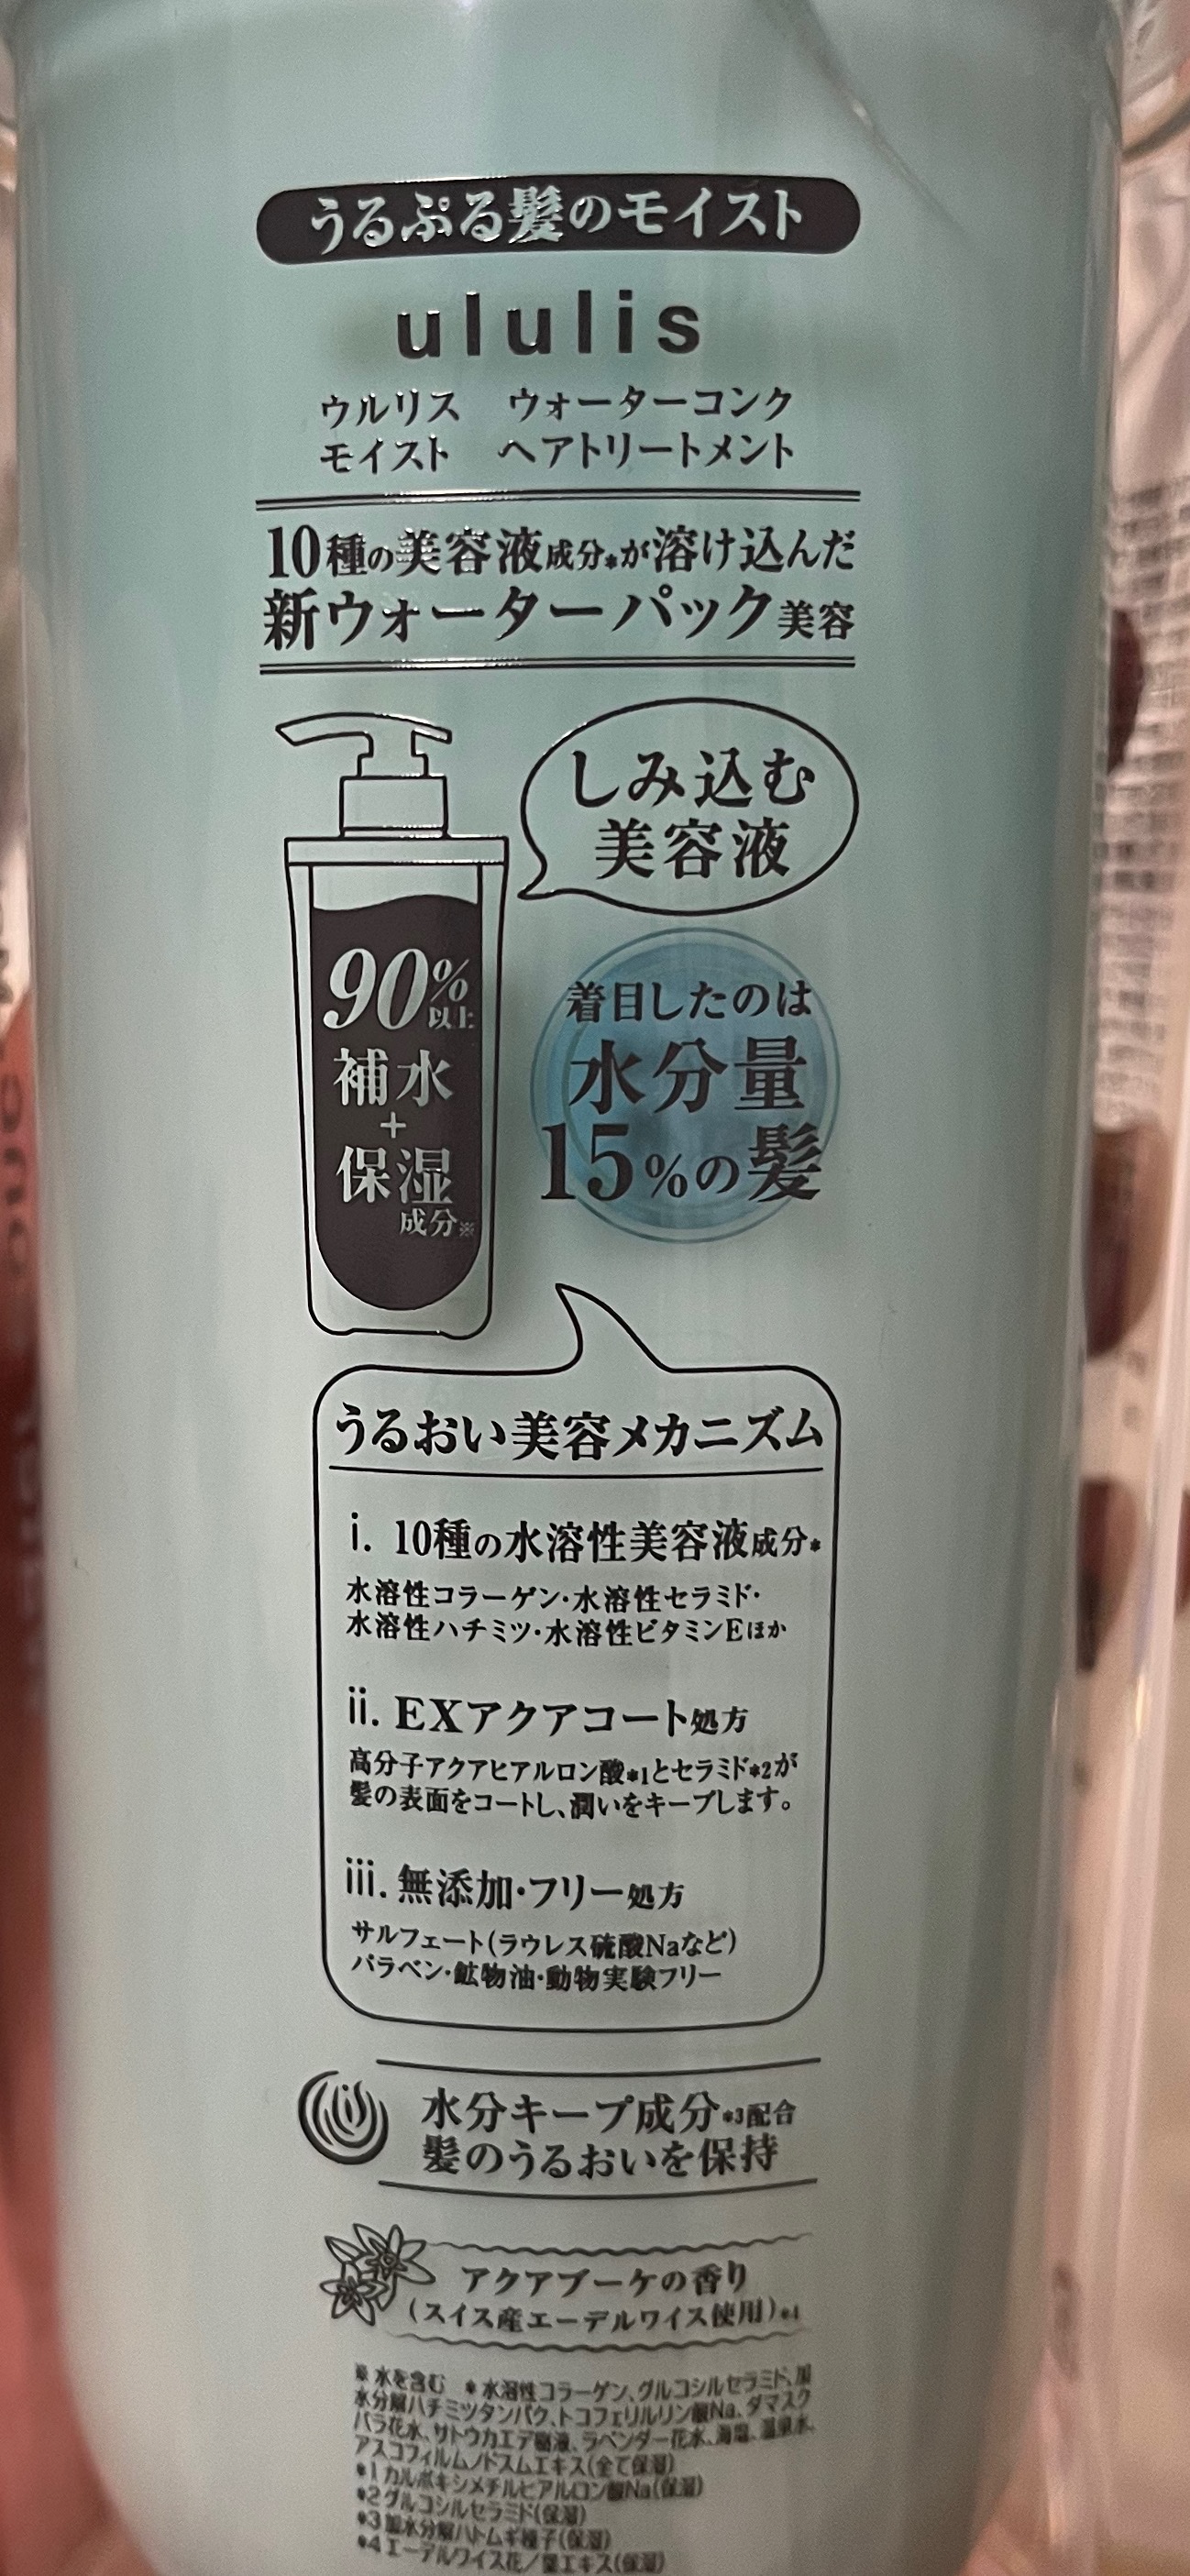 うるぷる髪のモイスト
ululis
ウルリス　ウォーターコンク
モイスト　ヘアトリートメント
10種の美容液成分*が溶け込んだ
新ウォーターパック美容
しみ込む
美容液
90%以上
補水
+
保湿
成分※
着目したのは
水分量
15%の髪
うるおい美容メカニズム
i. 10種の水溶性美容液成分*
水溶性コラーゲン・水溶性セラミド・
水溶性ハチミツ・水溶性ビタミンEほか
ii. EXアクアコート処方
高分子アクアヒアルロン酸*1とセラミド*2が
髪の表面をコートし、潤いをキープします。
iii. 無添加・フリー処方
サルフェート(ラウレス硫酸Naなど)
パラベン・鉱物油・動物実験フリー
水分キープ成分*3配合
髪のうるおいを保持
アクアブーケの香り
(スイス産エーデルワイス使用)*4
※水を含む　*水溶性コラーゲン、グルコシルセラミド、加
水分解ハチミツタンパク、トコフェリルリン酸Na、ダマスク
バラ花水、サトウカエデ樹液、ラベンダー花水、海塩、温泉水、
アスコフィルムノドスムエキス(全て保湿)
*1カルボキシメチルヒアルロン酸Na(保湿)
*2グルコシルセラミド(保湿)
*3加水分解ハトムギ種子(保湿)
*4エーデルワイス花／葉エキス(保湿)